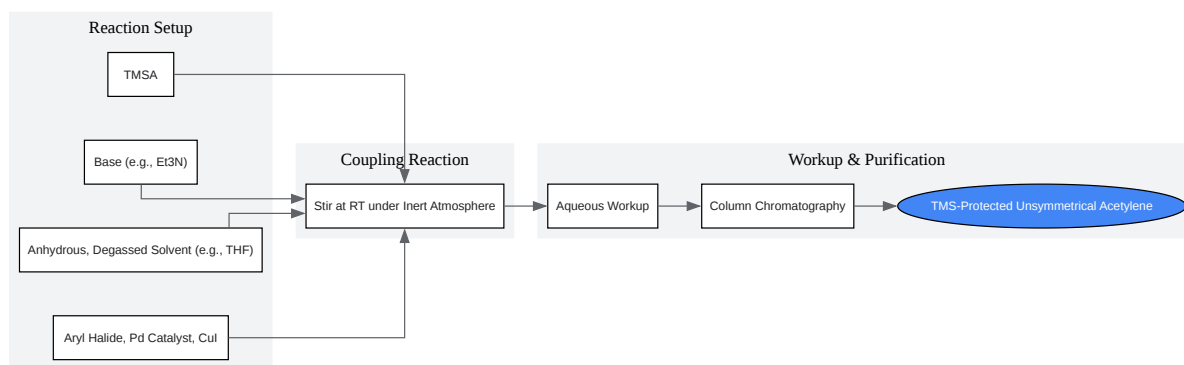 Reaction Setup
TMSA
Base (e.g., Et3N)
Anhydrous, Degassed Solvent (e.g., THF)
Aryl Halide, Pd Catalyst, CuI
Coupling Reaction
Stir at RT under Inert Atmosphere
Workup & Purification
Aqueous Workup
Column Chromatography
TMS-Protected Unsymmetrical Acetylene